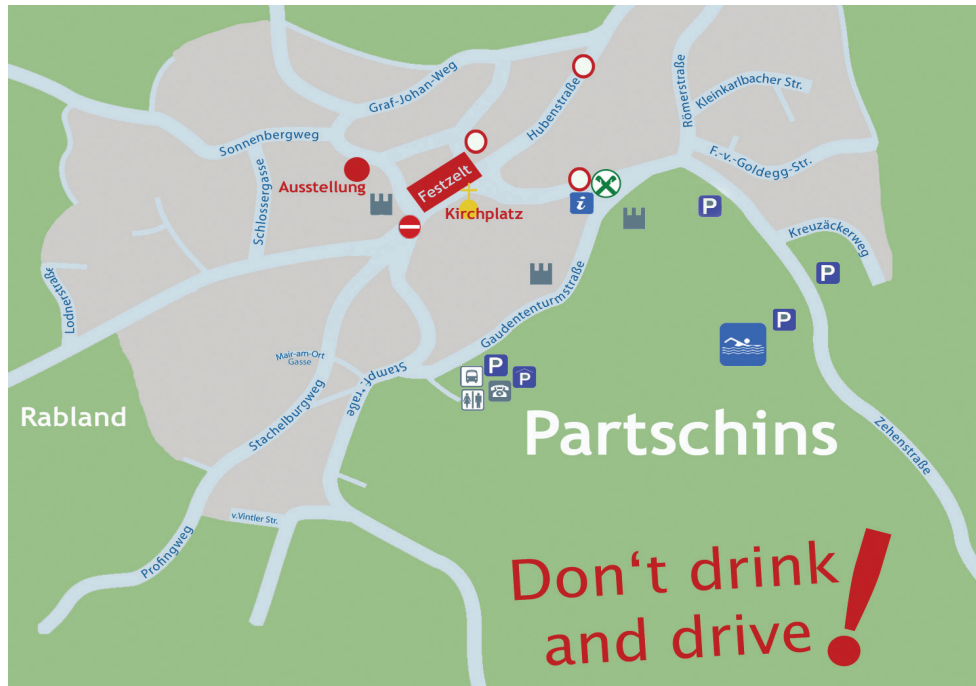 Graf-Johan-Weg
Hubenstraße
Römerstraße
Kleinkarlbacher Str.
Sonnenbergweg
F.-v.-Goldegg-Str.
Schlossergasse
Ausstellung
Festzelt
Kirchplatz
i
P
Kreuzäckerweg
P
Lodnerstraße
Gaudententurmstraße
P
Mair-am-Ort
Gasse
P
P
Rabland
Stachelburgweg
Partschins
Zehenstraße
v.Vintler Str.
Profingweg
Don't drink
and drive!